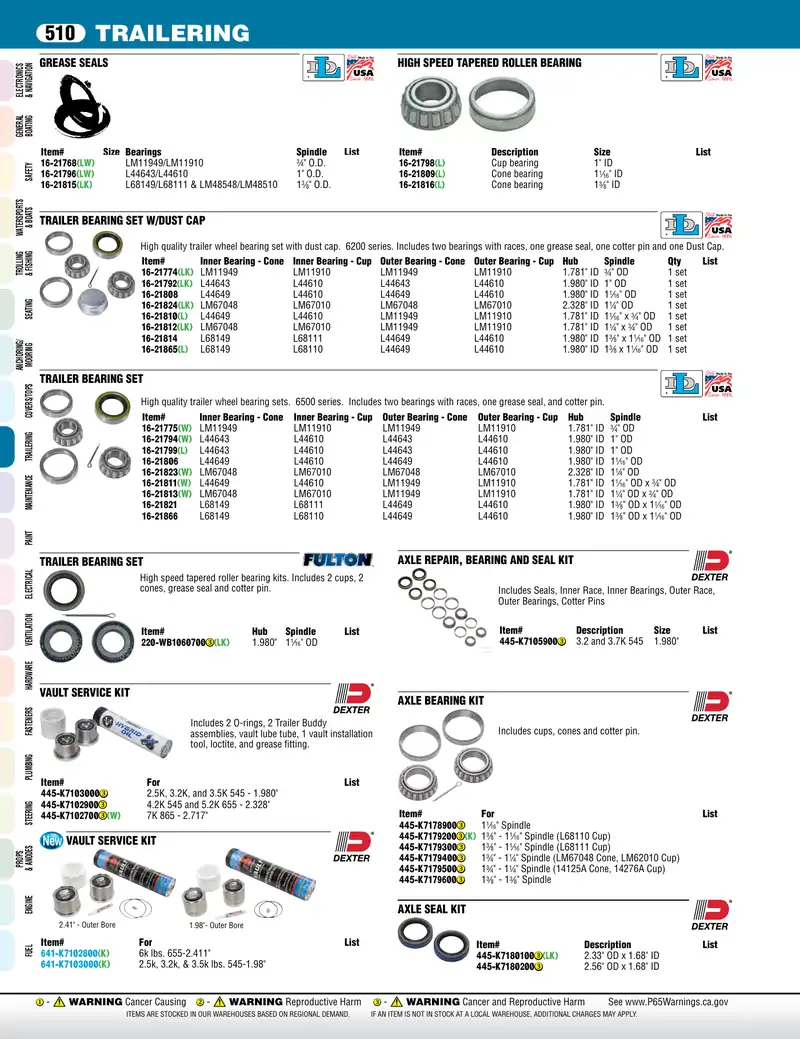 510 TRAILERING
ELECTRONICS & NAVIGATION
GENERAL BOATING
SAFETY
WATERSPORTS & BOATS
TROLLING & FISHING
SEATING
ANCHORING/ MOORING
COVERS/TOPS
TRAILERING
MAINTENANCE
PAINT
ELECTRICAL
VENTILATION
HARDWARE
FASTENERS
PLUMBING
STEERING
PROPS & ANODES
ENGINE
FUEL
GREASE SEALS
Item# Size Bearings Spindle List
16-21768(LW) LM11949/LM11910 ¾" O.D.
16-21796(WL) L44643/L44610 1" O.D.
16-21815(LK) L68149/L68111 & LM48548/LM48510 1⅜" O.D.
HIGH SPEED TAPERED ROLLER BEARING
Item# Description Size List
16-21798(L) Cup bearing 1" ID
16-21809(L) Cone bearing 1¹⁄₁₆" ID
16-21816(L) Cone bearing 1⅜" ID
TRAILER BEARING SET W/DUST CAP
High quality trailer wheel bearing set with dust cap. 6200 series. Includes two bearings with races, one grease seal, one cotter pin and one Dust Cap.
Item# Inner Bearing - Cone Inner Bearing - Cup Outer Bearing - Cone Outer Bearing - Cup Hub Spindle Qty List
16-21774(LK) LM11949 LM11910 LM11949 LM11910 1.781" ID ¾" OD 1 set
16-21792(LK) L44643 L44610 L44643 L44610 1.980" ID 1" OD 1 set
16-21808 L44649 L44610 L44649 L44610 1.980" ID 1¹⁄₁₆" OD 1 set
16-21824(LK) LM67048 LM67010 LM67048 LM67010 2.328" ID 1¼" OD 1 set
16-21810(L) L44649 L44610 LM11949 LM11910 1.781" ID 1¹⁄₁₆" x ¾" OD 1 set
16-21812(LK) LM67048 LM67010 LM11949 LM11910 1.781" ID 1¼" x ¾" OD 1 set
16-21814 L68149 L68111 L44649 L44610 1.980" ID 1⅜" x 1¹⁄₁₆" OD 1 set
16-21865(L) L68149 L68110 L44649 L44610 1.980" ID 1⅜ x 1¹⁄₁₆" OD 1 set
TRAILER BEARING SET
High quality trailer wheel bearing sets. 6500 series. Includes two bearings with races, one grease seal, and cotter pin.
Item# Inner Bearing - Cone Inner Bearing - Cup Outer Bearing - Cone Outer Bearing - Cup Hub Spindle List
16-21775(W) LM11949 LM11910 LM11949 LM11910 1.781" ID ¾" OD
16-21794(W) L44643 L44610 L44643 L44610 1.980" ID 1" OD
16-21799(L) L44643 L44610 L44643 L44610 1.980" ID 1" OD
16-21806 L44649 L44610 L44649 L44610 1.980" ID 1¹⁄₁₆" OD
16-21823(W) LM67048 LM67010 LM67048 LM67010 2.328" ID 1¼" OD
16-21811(W) L44649 L44610 LM11949 LM11910 1.781" ID 1¹⁄₁₆" OD x ¾" OD
16-21813(W) LM67048 LM67010 LM11949 LM11910 1.781" ID 1¼" OD x ¾" OD
16-21821 L68149 L68111 L44649 L44610 1.980" ID 1⅜" OD x 1¹⁄₁₆" OD
16-21866 L68149 L68110 L44649 L44610 1.980" ID 1⅜" OD x 1¹⁄₁₆" OD
TRAILER BEARING SET
FULTON
High speed tapered roller bearing kits. Includes 2 cups, 2
cones, grease seal and cotter pin.
Item# Hub Spindle List
220-WB1060700③(LK) 1.980" 1¹⁄₁₆" OD
AXLE REPAIR, BEARING AND SEAL KIT
DEXTER
Includes Seals, Inner Race, Inner Bearings, Outer Race,
Outer Bearings, Cotter Pins
Item# Description Size List
445-K7105900③ 3.2 and 3.7K 545 1.980"
VAULT SERVICE KIT
DEXTER
HYBRID OIL
Includes 2 O-rings, 2 Trailer Buddy
assemblies, vault lube tube, 1 vault installation
tool, loctite, and grease fitting.
Item# For List
445-K7103000③ 2.5K, 3.2K, and 3.5K 545 - 1.980"
445-K7102900③ 4.2K 545 and 5.2K 655 - 2.328"
445-K7102700③(W) 7K 865 - 2.717"
AXLE BEARING KIT
DEXTER
Includes cups, cones and cotter pin.
Item# For List
445-K7178900③ 1¹⁄₁₆" Spindle
445-K7179200③(K) 1⅜" - 1¹⁄₁₆" Spindle (L68110 Cup)
445-K7179300③ 1⅜" - 1¹⁄₁₆" Spindle (L68111 Cup)
445-K7179400③ 1¾" - 1¼" Spindle (LM67048 Cone, LM62010 Cup)
445-K7179500③ 1¾" - 1¼" Spindle (14125A Cone, 14276A Cup)
445-K7179600③ 1⅜" - 1⅜" Spindle
New VAULT SERVICE KIT
DEXTER
2.41" - Outer Bore
1.98"- Outer Bore
Item# For List
641-K7102800(K) 6k lbs. 655-2.411"
641-K7103000(K) 2.5k, 3.2k, & 3.5k lbs. 545-1.98"
AXLE SEAL KIT
DEXTER
Item# Description List
445-K7180100③(LK) 2.33" OD x 1.68" ID
445-K7180200③ 2.56" OD x 1.68" ID
① - WARNING Cancer Causing ② - WARNING Reproductive Harm ③ - WARNING Cancer and Reproductive Harm See www.P65Warnings.ca.gov
ITEMS ARE STOCKED IN OUR WAREHOUSES BASED ON REGIONAL DEMAND. IF AN ITEM IS NOT IN STOCK AT A LOCAL WAREHOUSE, ADDITIONAL CHARGES MAY APPLY.